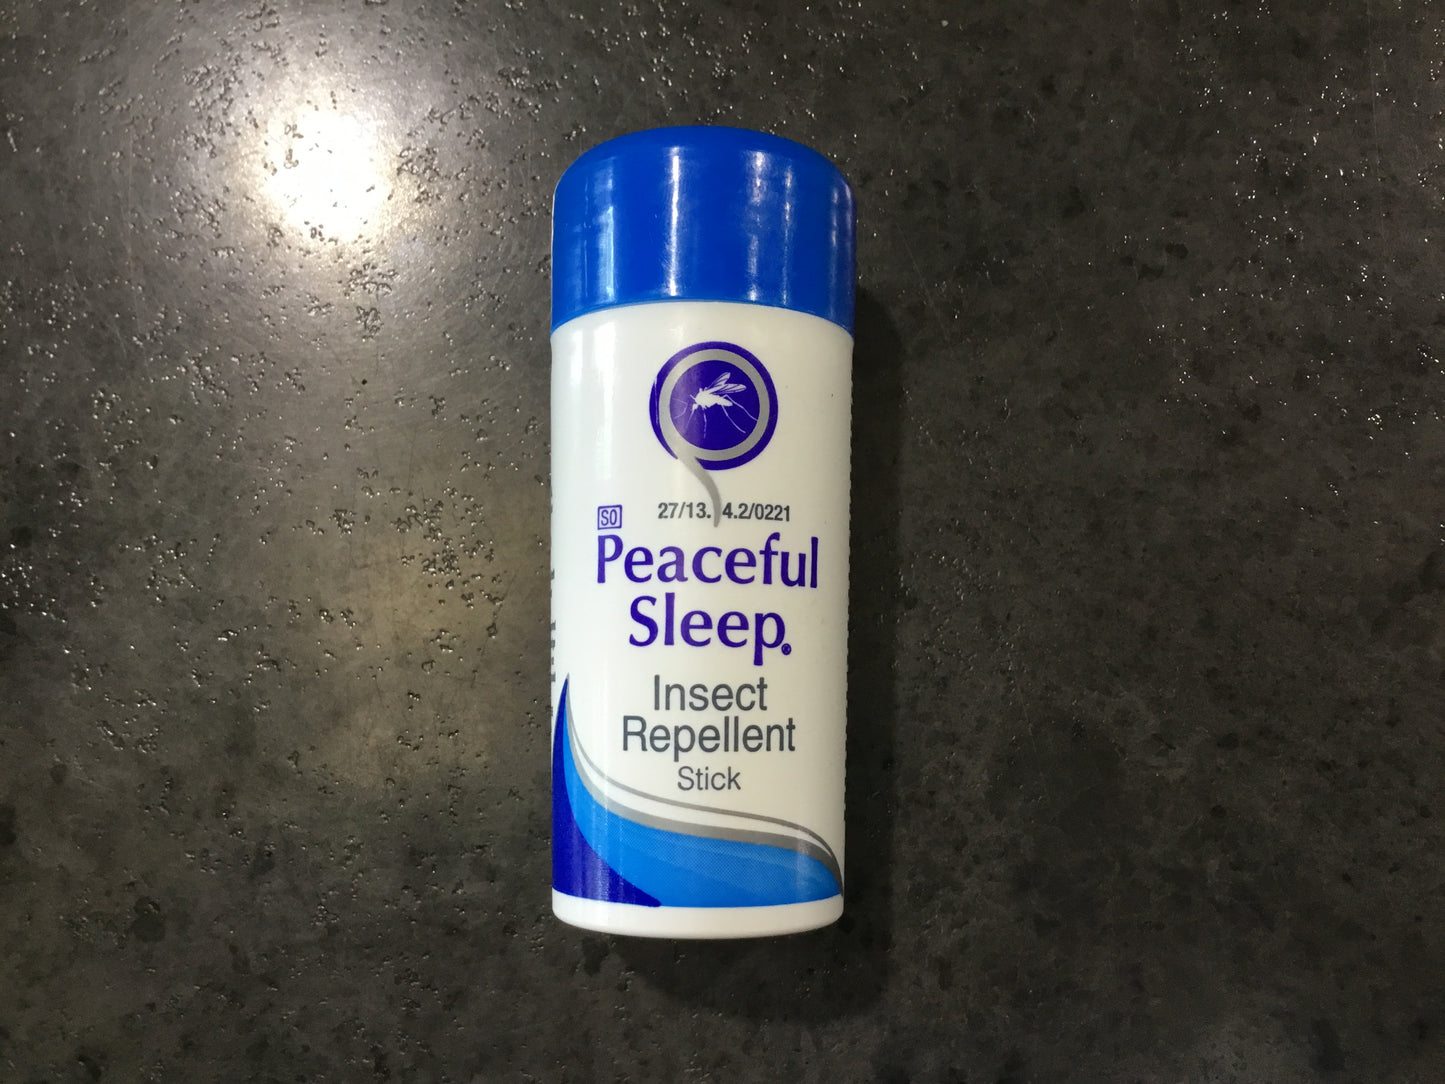 S0
27/13. 4.2/0221
Peaceful
Sleep®
Insect
Repellent
Stick